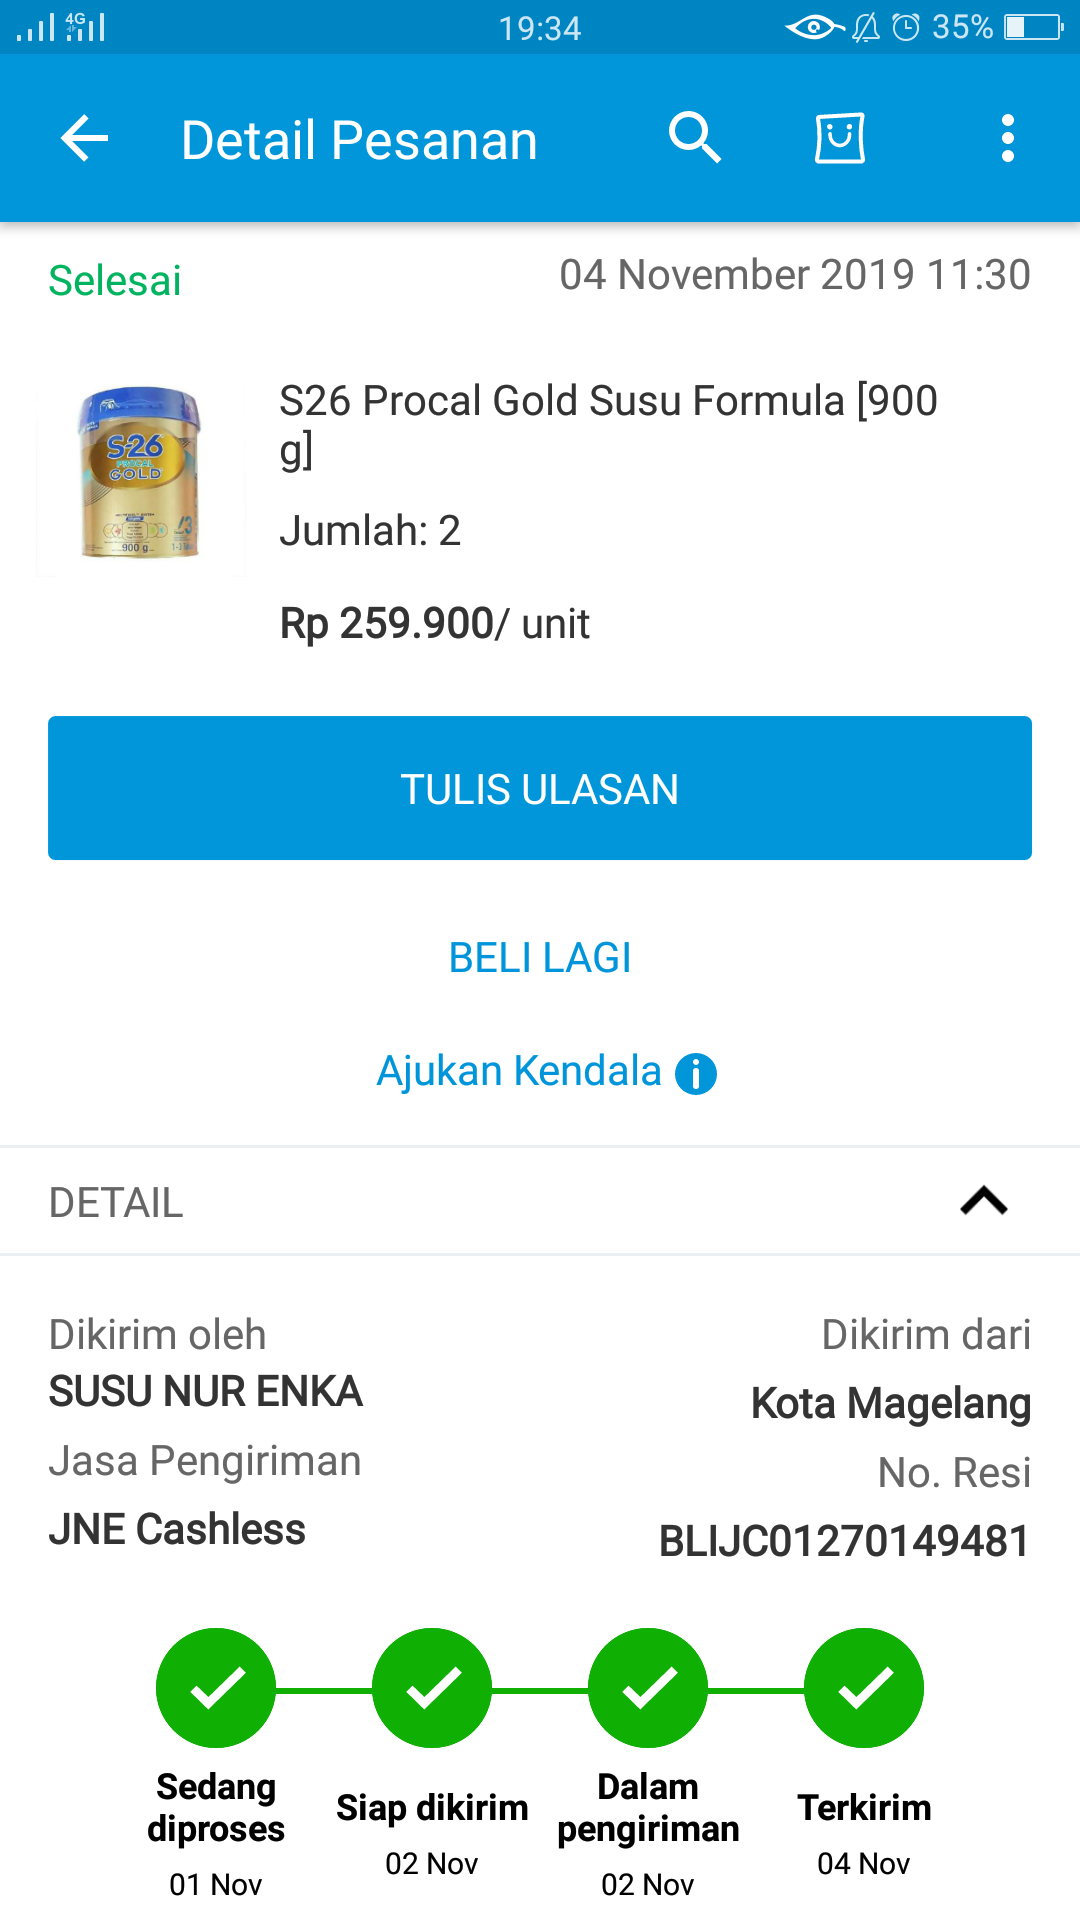 4G
19:34
35%
Detail Pesanan
Selesai
04 November 2019 11:30
S-26
PROCAL
GOLD
900 g
S26 Procal Gold Susu Formula [900
g]
Jumlah: 2
Rp 259.900/ unit
TULIS ULASAN
BELI LAGI
Ajukan Kendala
DETAIL
Dikirim oleh
Dikirim dari
SUSU NUR ENKA
Kota Magelang
Jasa Pengiriman
No. Resi
JNE Cashless
BLIJC01270149481
Sedang
diproses
01 Nov
Siap dikirim
02 Nov
Dalam
pengiriman
02 Nov
Terkirim
04 Nov